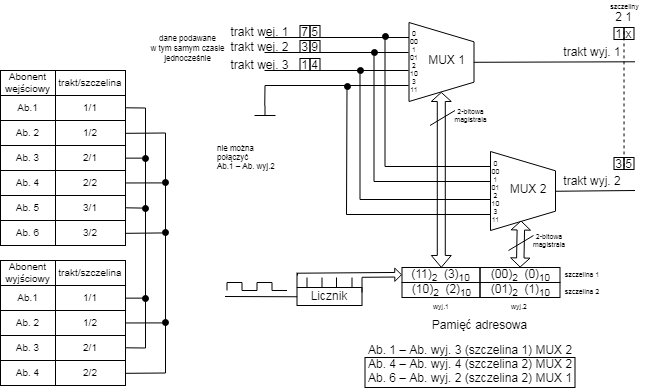 szczeliny
2 1
trakt wej. 1 7 5
1 X
dane podawane
w tym samym czasie
jednocześnie
trakt wej. 2 3 9
trakt wej. 3 1 4
0
00
1
01
2
10
3
11
MUX 1
trakt wyj. 1
Abonent wejściowy trakt/szczelina
Ab.1 1/1
Ab. 2 1/2
Ab. 3 2/1
Ab. 4 2/2
Ab. 5 3/1
Ab. 6 3/2
2-bitowa
magistrala
nie można
połączyć
Ab.1 – Ab. wyj.2
0
00
1
01
2
10
3
11
MUX 2
3 5
trakt wyj. 2
2-bitowa
magistrala
Abonent wyjściowy trakt/szczelina
Ab.1 1/1
Ab. 2 1/2
Ab. 3 2/1
Ab. 4 2/2
Licznik
(11)2 (3)10 (00)2 (0)10 szczelina 1
(10)2 (2)10 (01)2 (1)10 szczelina 2
wyj.1 wyj.2
Pamięć adresowa
Ab. 1 – Ab. wyj. 3 (szczelina 1) MUX 2
Ab. 4 – Ab. wyj. 4 (szczelina 2) MUX 2
Ab. 6 – Ab. wyj. 2 (szczelina 2) MUX 1